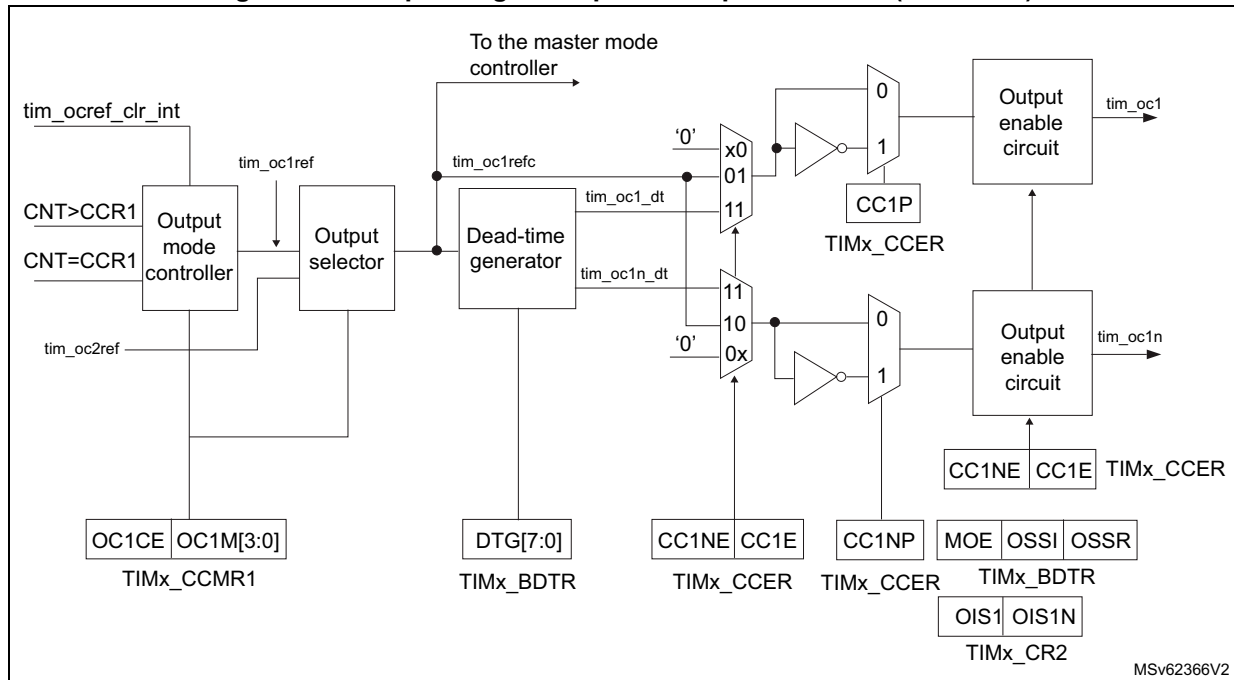 To the master mode
controller
tim_ocref_clr_int
tim_oc1ref
CNT>CCR1
CNT=CCR1
Output
mode
controller
Output
selector
tim_oc2ref
tim_oc1refc
Dead-time
generator
tim_oc1_dt
tim_oc1n_dt
'0'
x0
01
11
11
10
'0'
0x
0
1
CC1P
TIMx_CCER
0
1
Output
enable
circuit
tim_oc1
Output
enable
circuit
tim_oc1n
CC1NE CC1E TIMx_CCER
OC1CE OC1M[3:0]
TIMx_CCMR1
DTG[7:0]
TIMx_BDTR
CC1NE CC1E
TIMx_CCER
CC1NP
TIMx_CCER
MOE OSSI OSSR
TIMx_BDTR
OIS1 OIS1N
TIMx_CR2
MSv62366V2